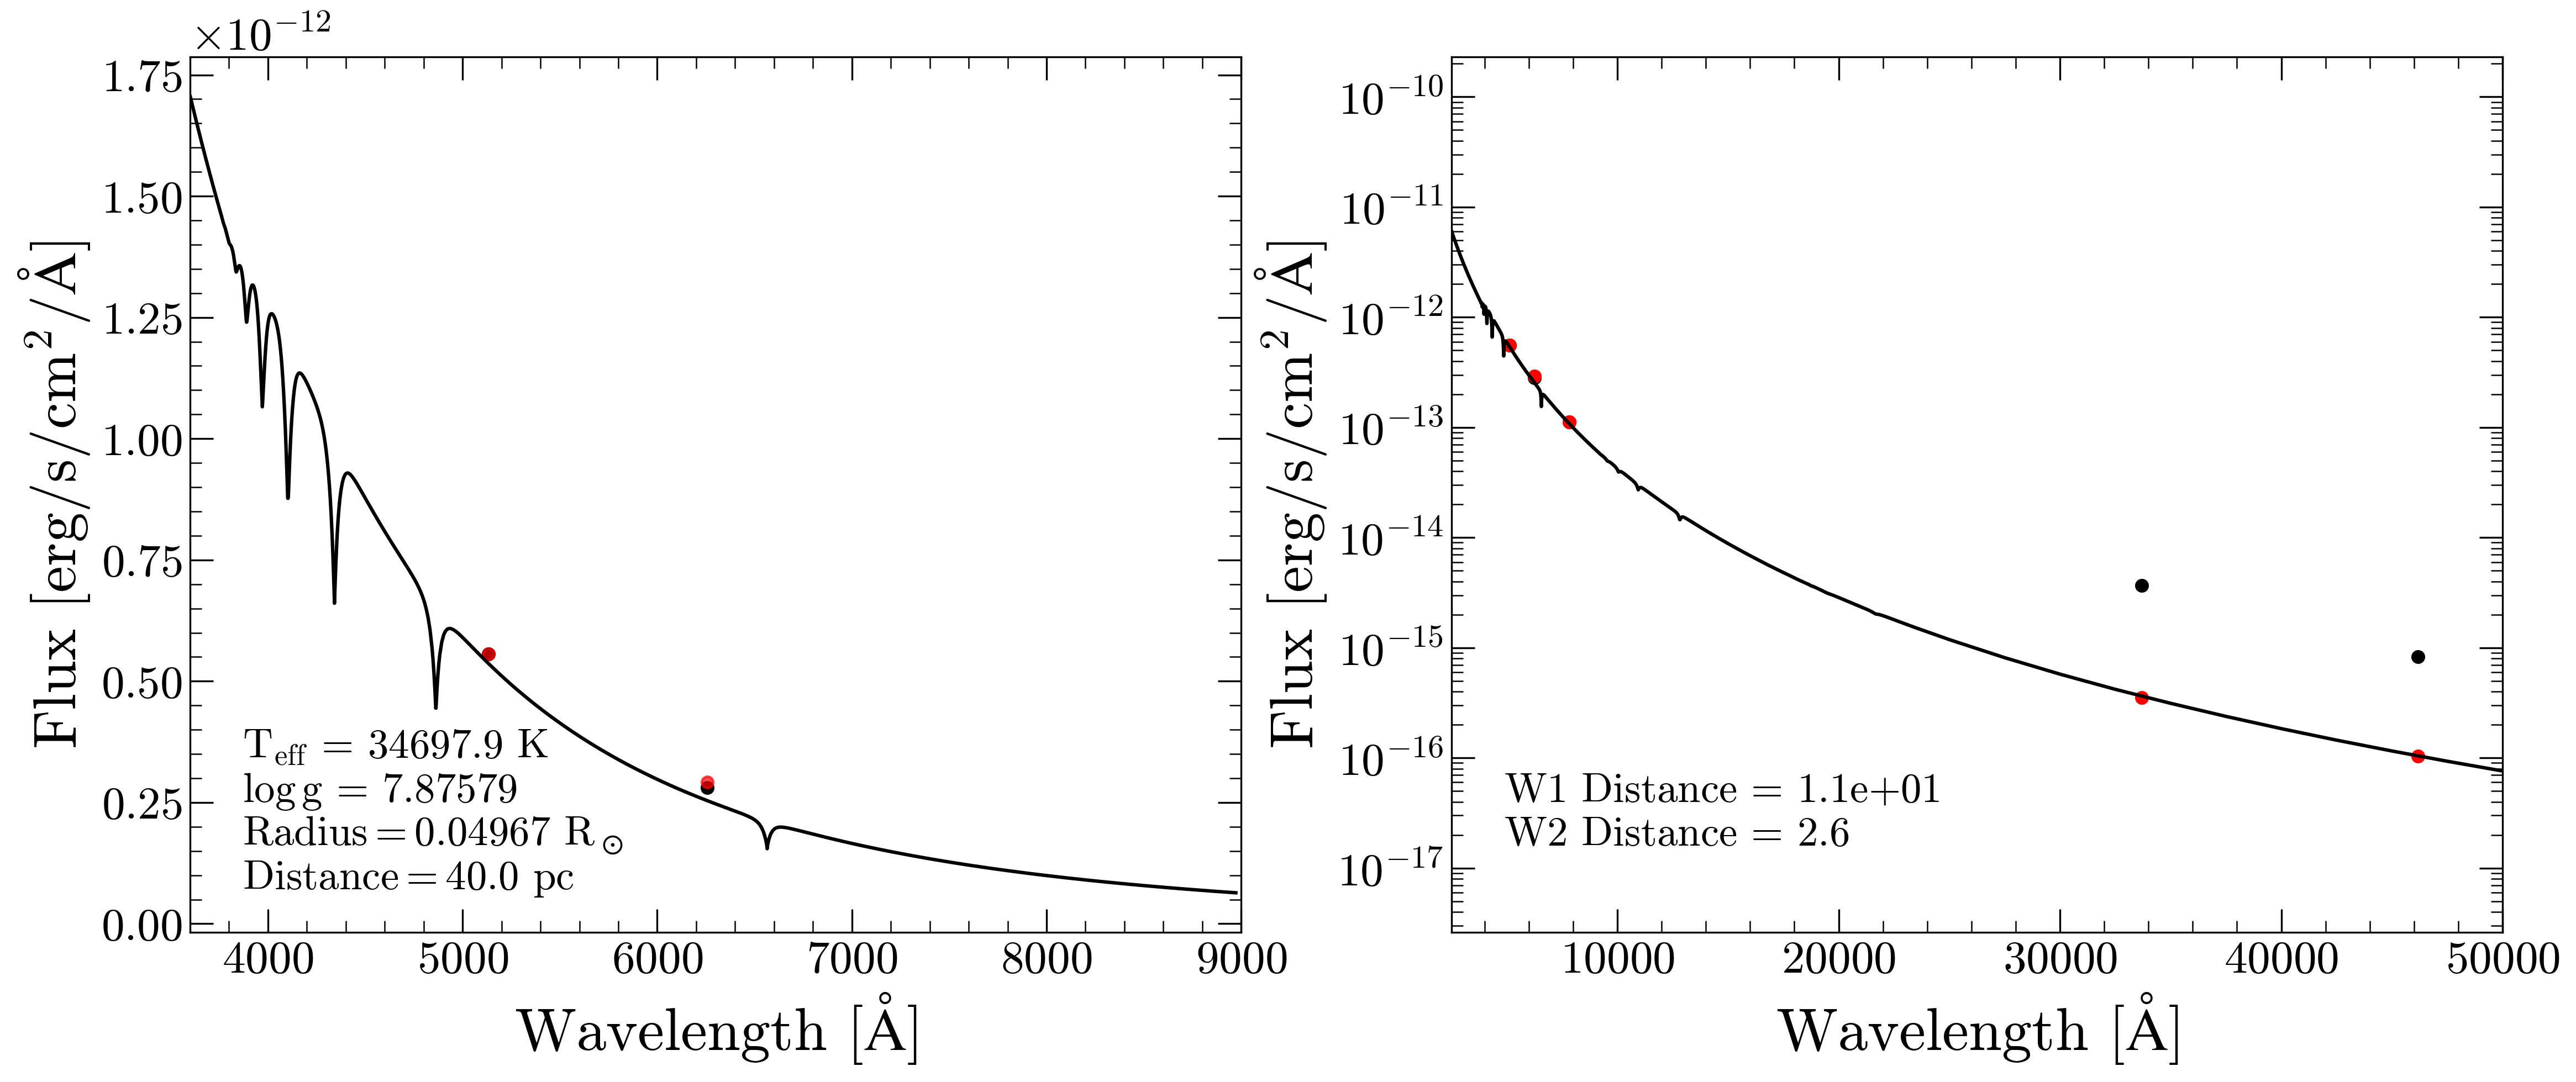 ×10⁻¹²
1.75
1.50
1.25
1.00
0.75
0.50
0.25
0.00
Flux [erg/s/cm²/Å]
T_eff = 34697.9 K
log g = 7.87579
Radius = 0.04967 R_⊙
Distance = 40.0 pc
4000 5000 6000 7000 8000 9000
Wavelength [Å]
10⁻¹⁰
10⁻¹¹
10⁻¹²
10⁻¹³
10⁻¹⁴
10⁻¹⁵
10⁻¹⁶
10⁻¹⁷
Flux [erg/s/cm²/Å]
W1 Distance = 1.1e+01
W2 Distance = 2.6
10000 20000 30000 40000 50000
Wavelength [Å]